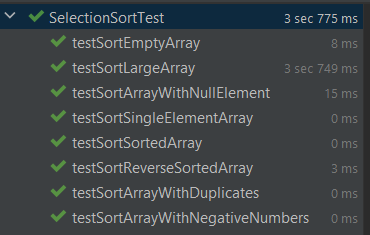 SelectionSortTest 3 sec 775 ms
testSortEmptyArray 8 ms
testSortLargeArray 3 sec 749 ms
testSortArrayWithNullElement 15 ms
testSortSingleElementArray 0 ms
testSortSortedArray 0 ms
testSortReverseSortedArray 3 ms
testSortArrayWithDuplicates 0 ms
testSortArrayWithNegativeNumbers 0 ms